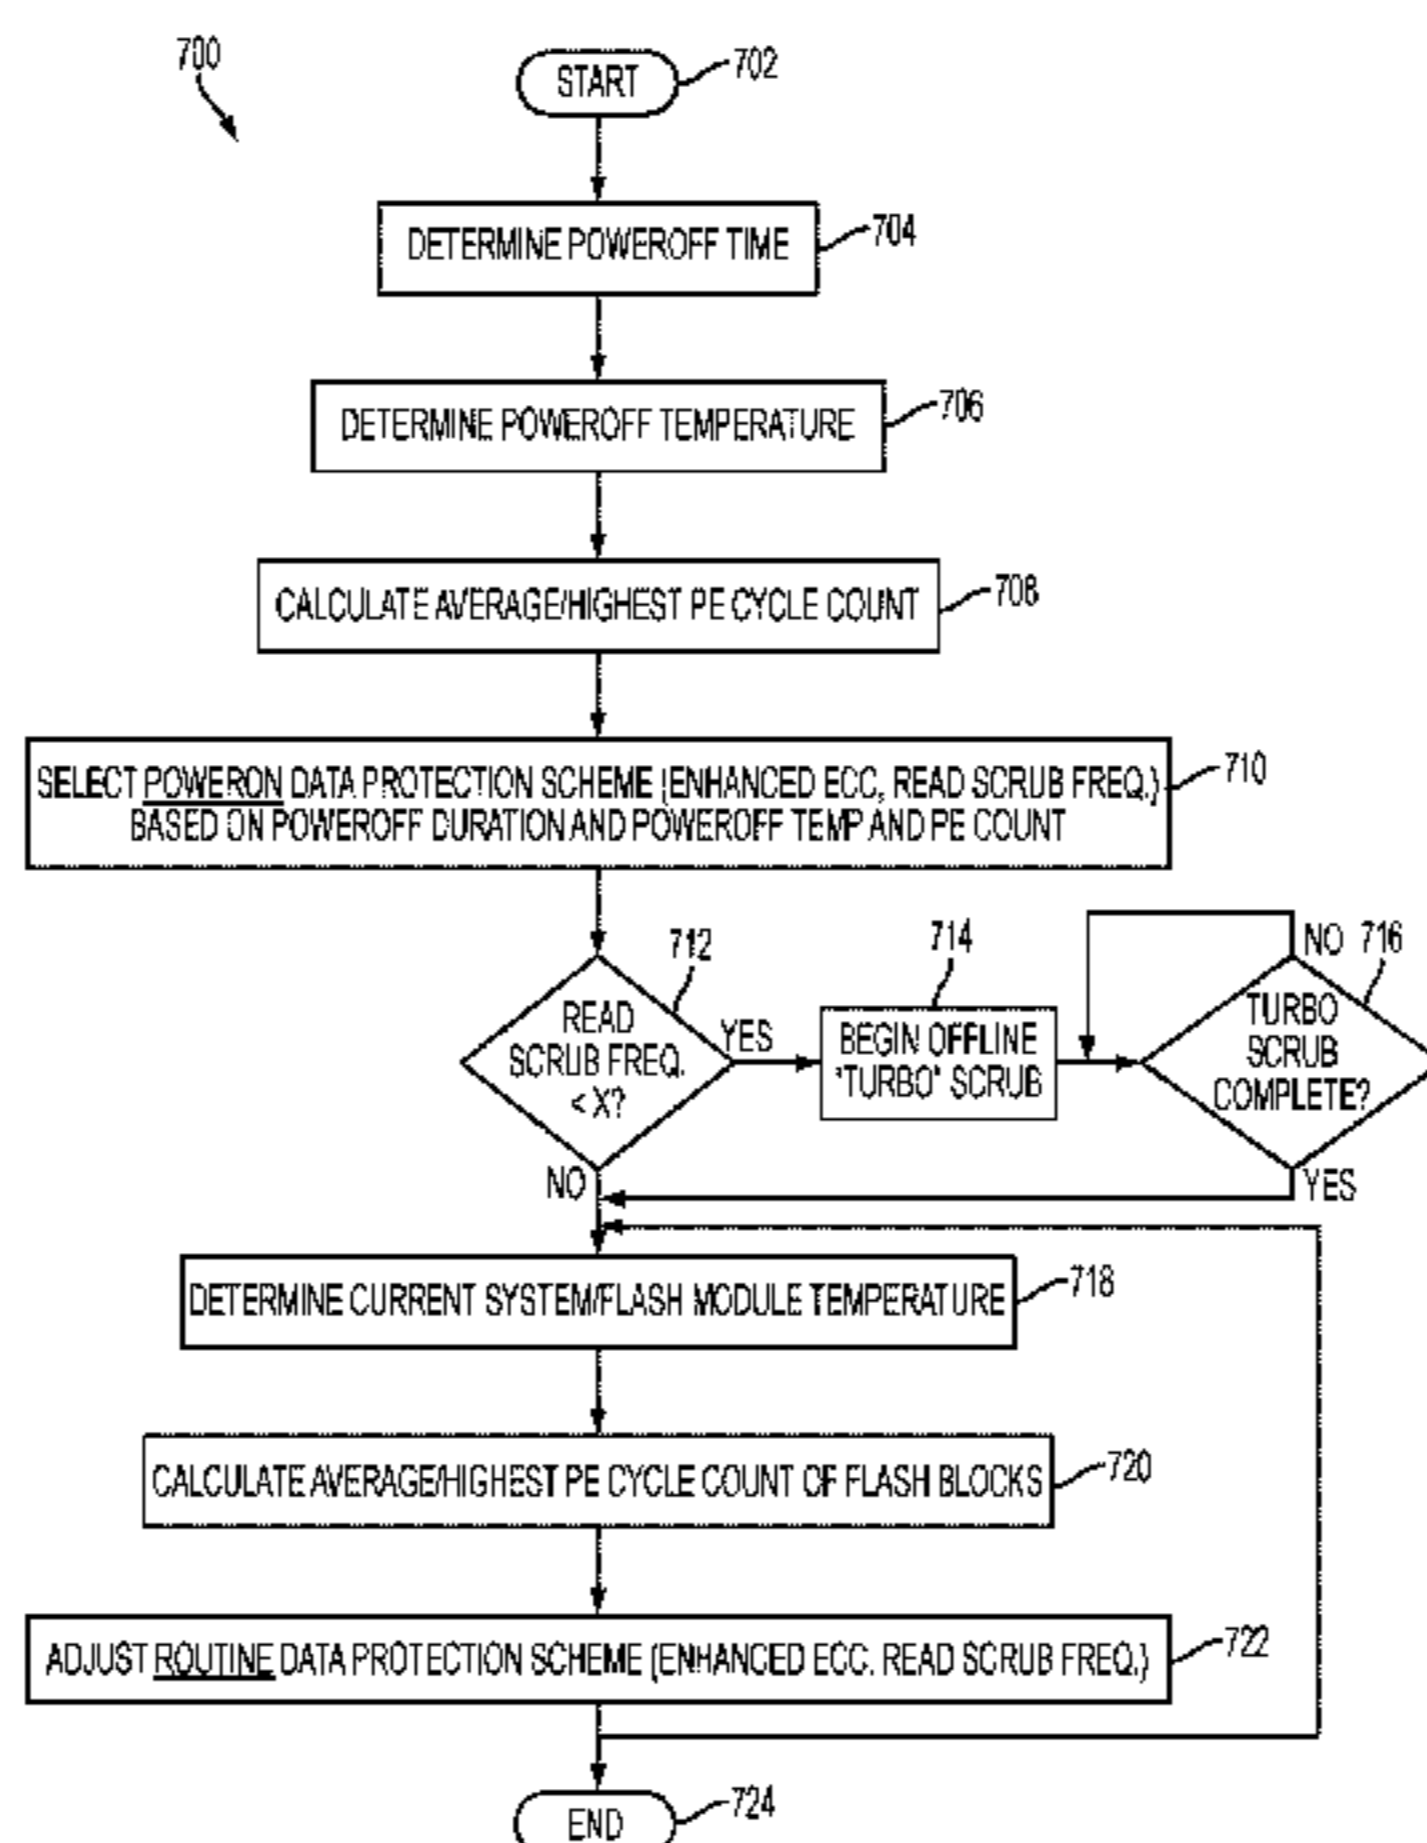 700
START
702
DETERMINE POWEROFF TIME
704
DETERMINE POWEROFF TEMPERATURE
706
CALCULATE AVERAGE/HIGHEST PE CYCLE COUNT
708
SELECT POWERON DATA PROTECTION SCHEME (ENHANCED ECC, READ SCRUB FREQ.)
BASED ON POWEROFF DURATION AND POWEROFF TEMP AND PE COUNT
710
712
READ
SCRUB FREQ.
< X?
YES
NO
714
BEGIN OFFLINE
"TURBO" SCRUB
NO
716
TURBO
SCRUB
COMPLETE?
YES
DETERMINE CURRENT SYSTEM/FLASH MODULE TEMPERATURE
718
CALCULATE AVERAGE/HIGHEST PE CYCLE COUNT OF FLASH BLOCKS
720
ADJUST ROUTINE DATA PROTECTION SCHEME (ENHANCED ECC. READ SCRUB FREQ.)
722
END
724